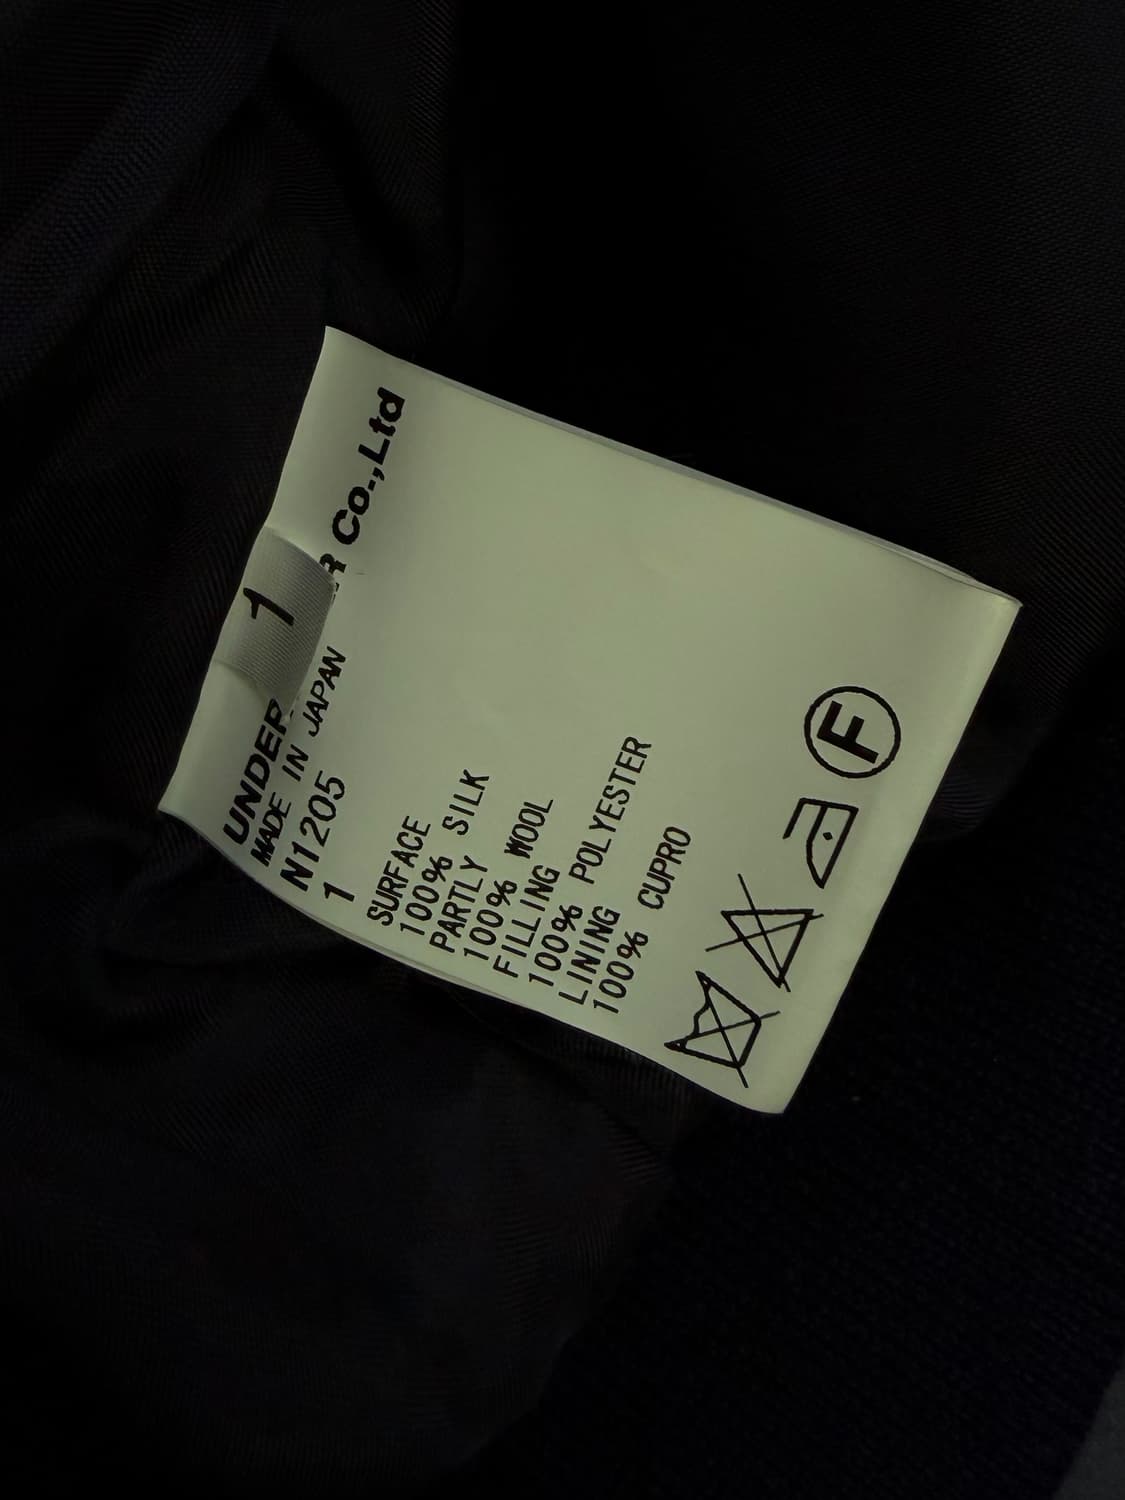 1
UNDER R Co.,Ltd
MADE IN JAPAN
N1205
1
SURFACE
100% SILK
PARTLY
100% WOOL
FILLING
100% POLYESTER
LINING
100% CUPRO
F